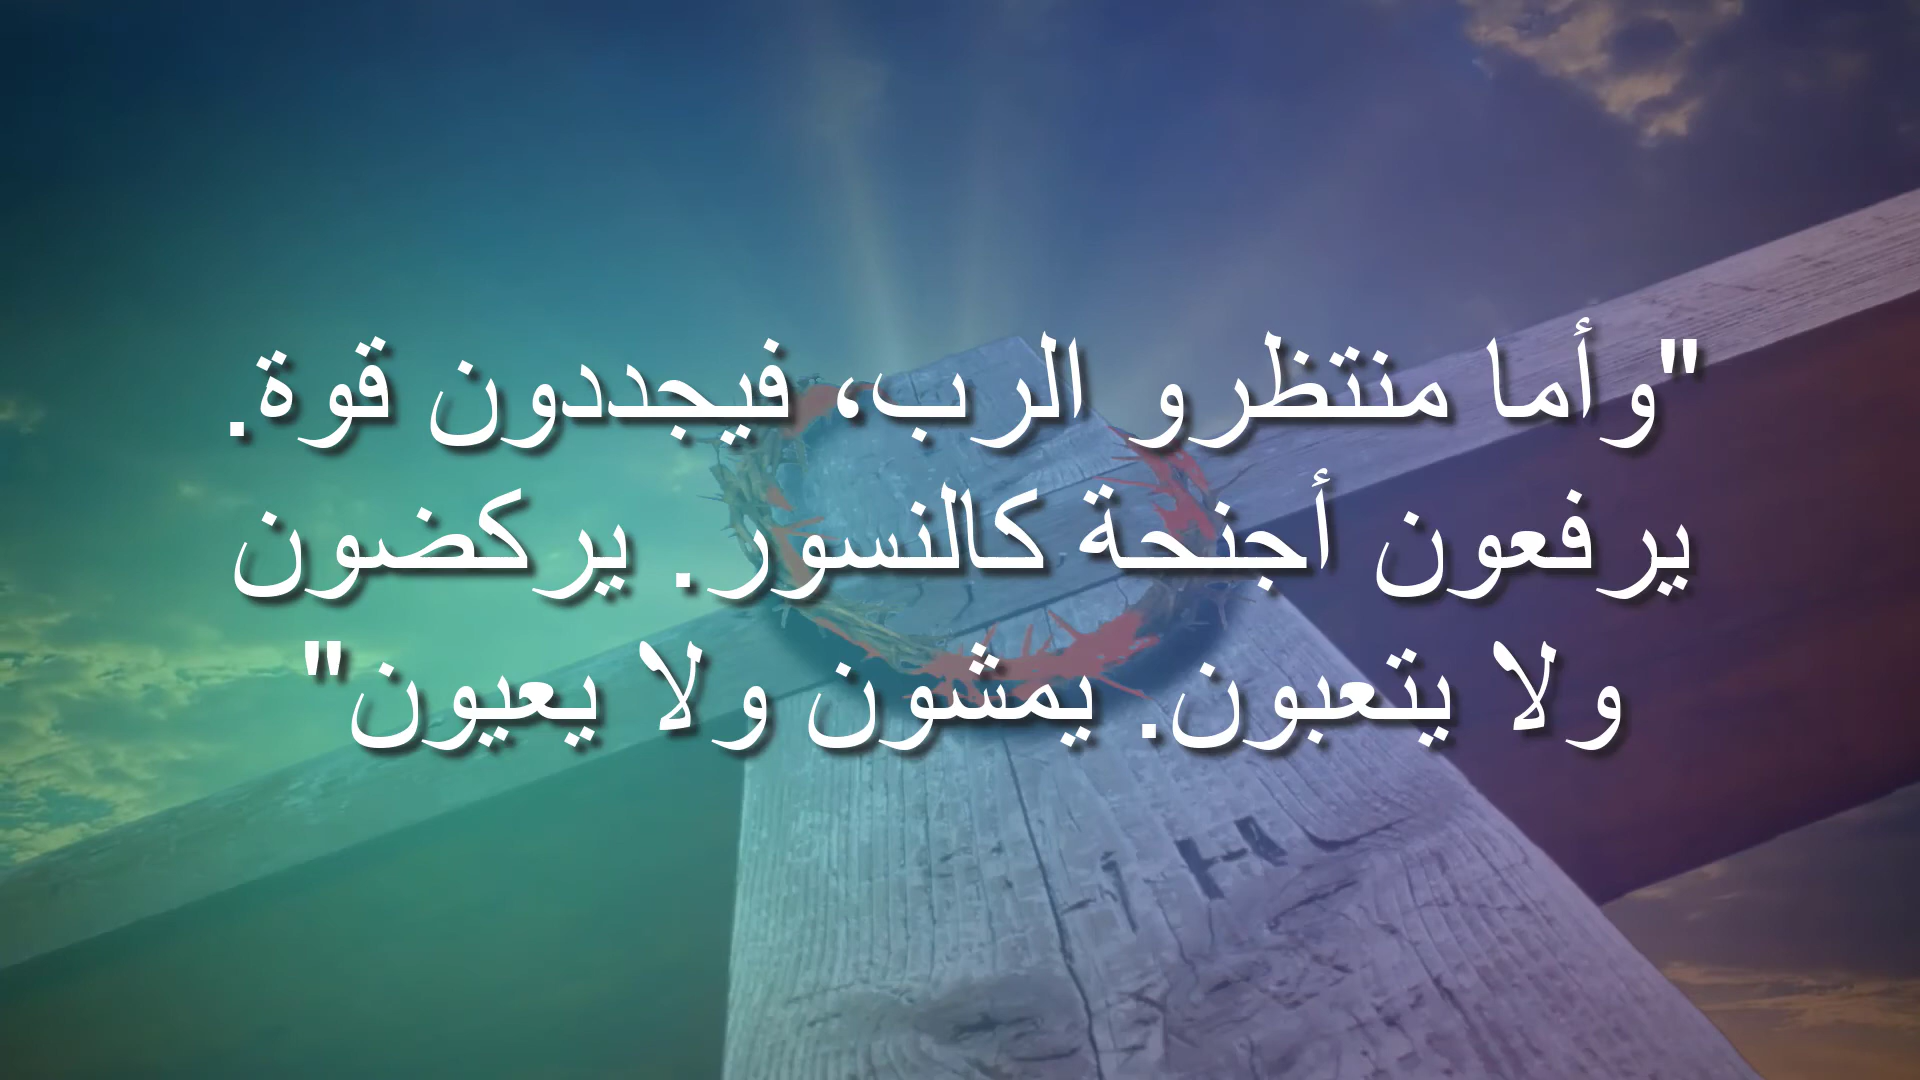 "وأما منتظرو الرب، فيجددون قوة.
يرفعون أجنحة كالنسور. يركضون
ولا يتعبون. يمشون ولا يعيون"